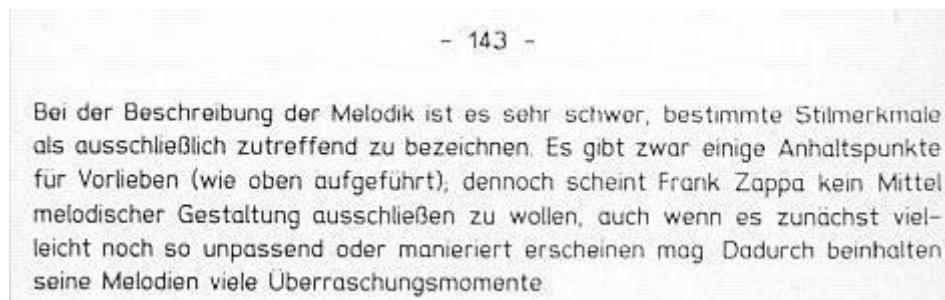 - 143 -
Bei der Beschreibung der Melodik ist es sehr schwer, bestimmte Stilmerkmale
als ausschließlich zutreffend zu bezeichnen. Es gibt zwar einige Anhaltspunkte
für Vorlieben (wie oben aufgeführt), dennoch scheint Frank Zappa kein Mittel
melodischer Gestaltung ausschließen zu wollen, auch wenn es zunächst viel-
leicht noch so unpassend oder manieriert erscheinen mag. Dadurch beinhalten
seine Melodien viele Überraschungsmomente.